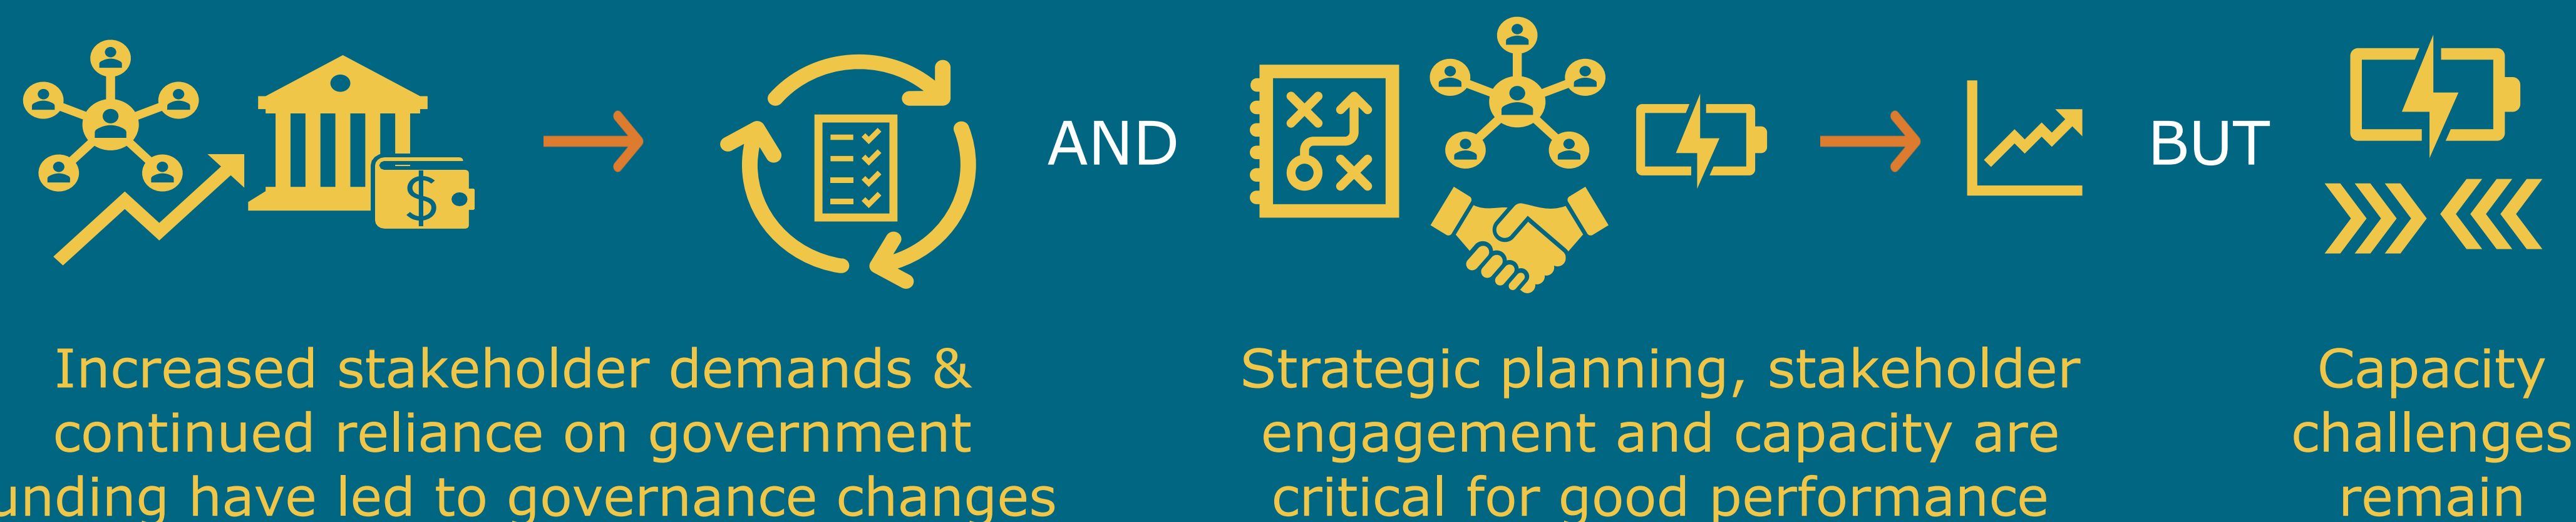 AND
BUT
Increased stakeholder demands &
continued reliance on government
unding have led to governance changes
Strategic planning, stakeholder
engagement and capacity are
critical for good performance
Capacity
challenges
remain
$